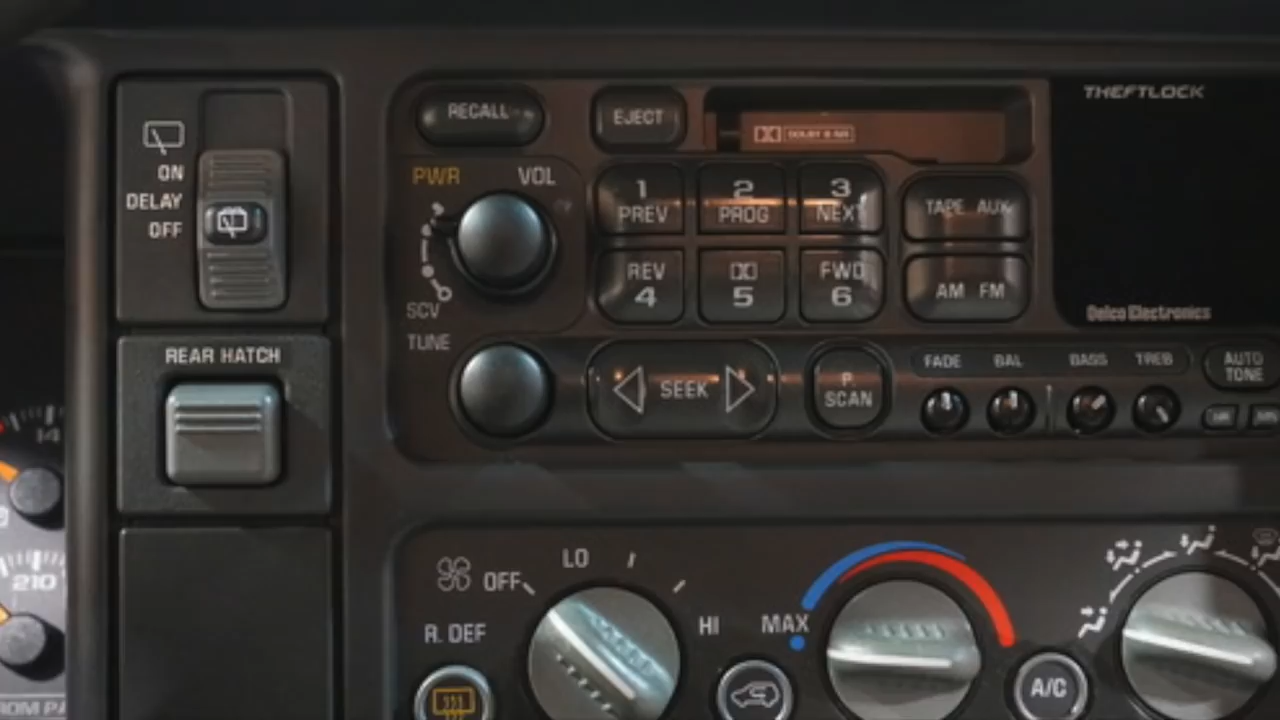 ON
DELAY
OFF
REAR HATCH
RECALL
EJECT
DOLBY B NR
THEFTLOCK
PWR
VOL
1
PREV
2
PROG
3
NEXT
TAPE AUX
REV
4
5
FWD
6
AM FM
SCV
Delco Electronics
TUNE
SEEK
P.
SCAN
FADE
BAL
BASS
TREB
AUTO
TONE
14
210
OFF
LO
HI
R. DEF
MAX
A/C